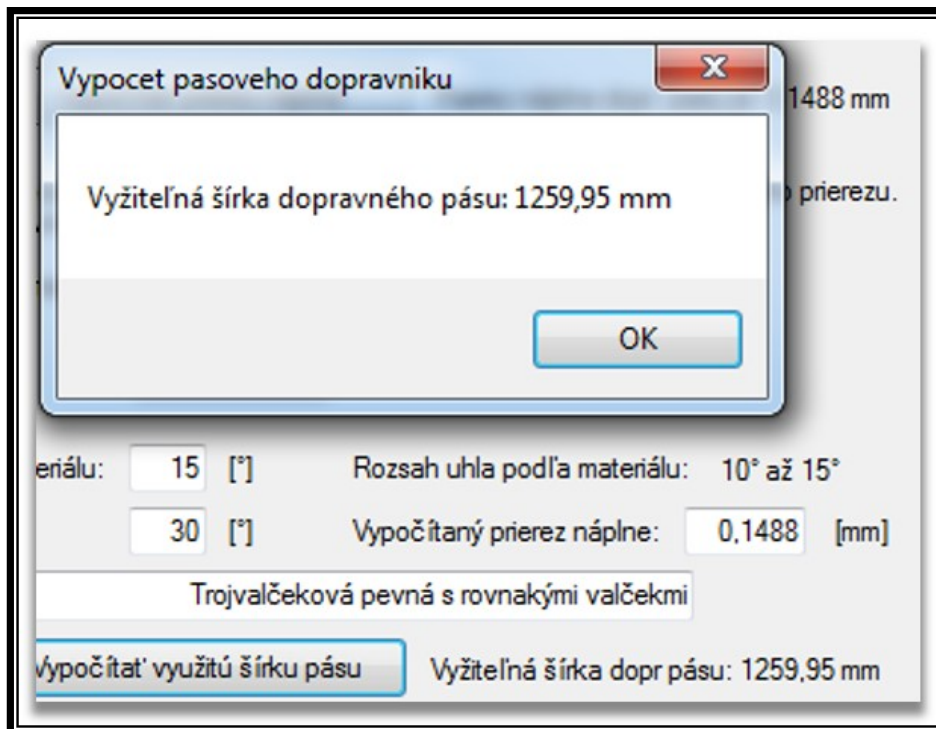 Vypocet pasoveho dopravniku
1488 mm
Vyžiteľná šírka dopravného pásu: 1259,95 mm
prierezu.
OK
eriálu: 15 [°] Rozsah uhla podľa materiálu: 10° až 15°
30 [°] Vypočítaný prierez náplne: 0,1488 [mm]
Trojvalčeková pevná s rovnakými valčekmi
Vypočítať využitú šírku pásu Vyžiteľná šírka dopr pásu: 1259,95 mm